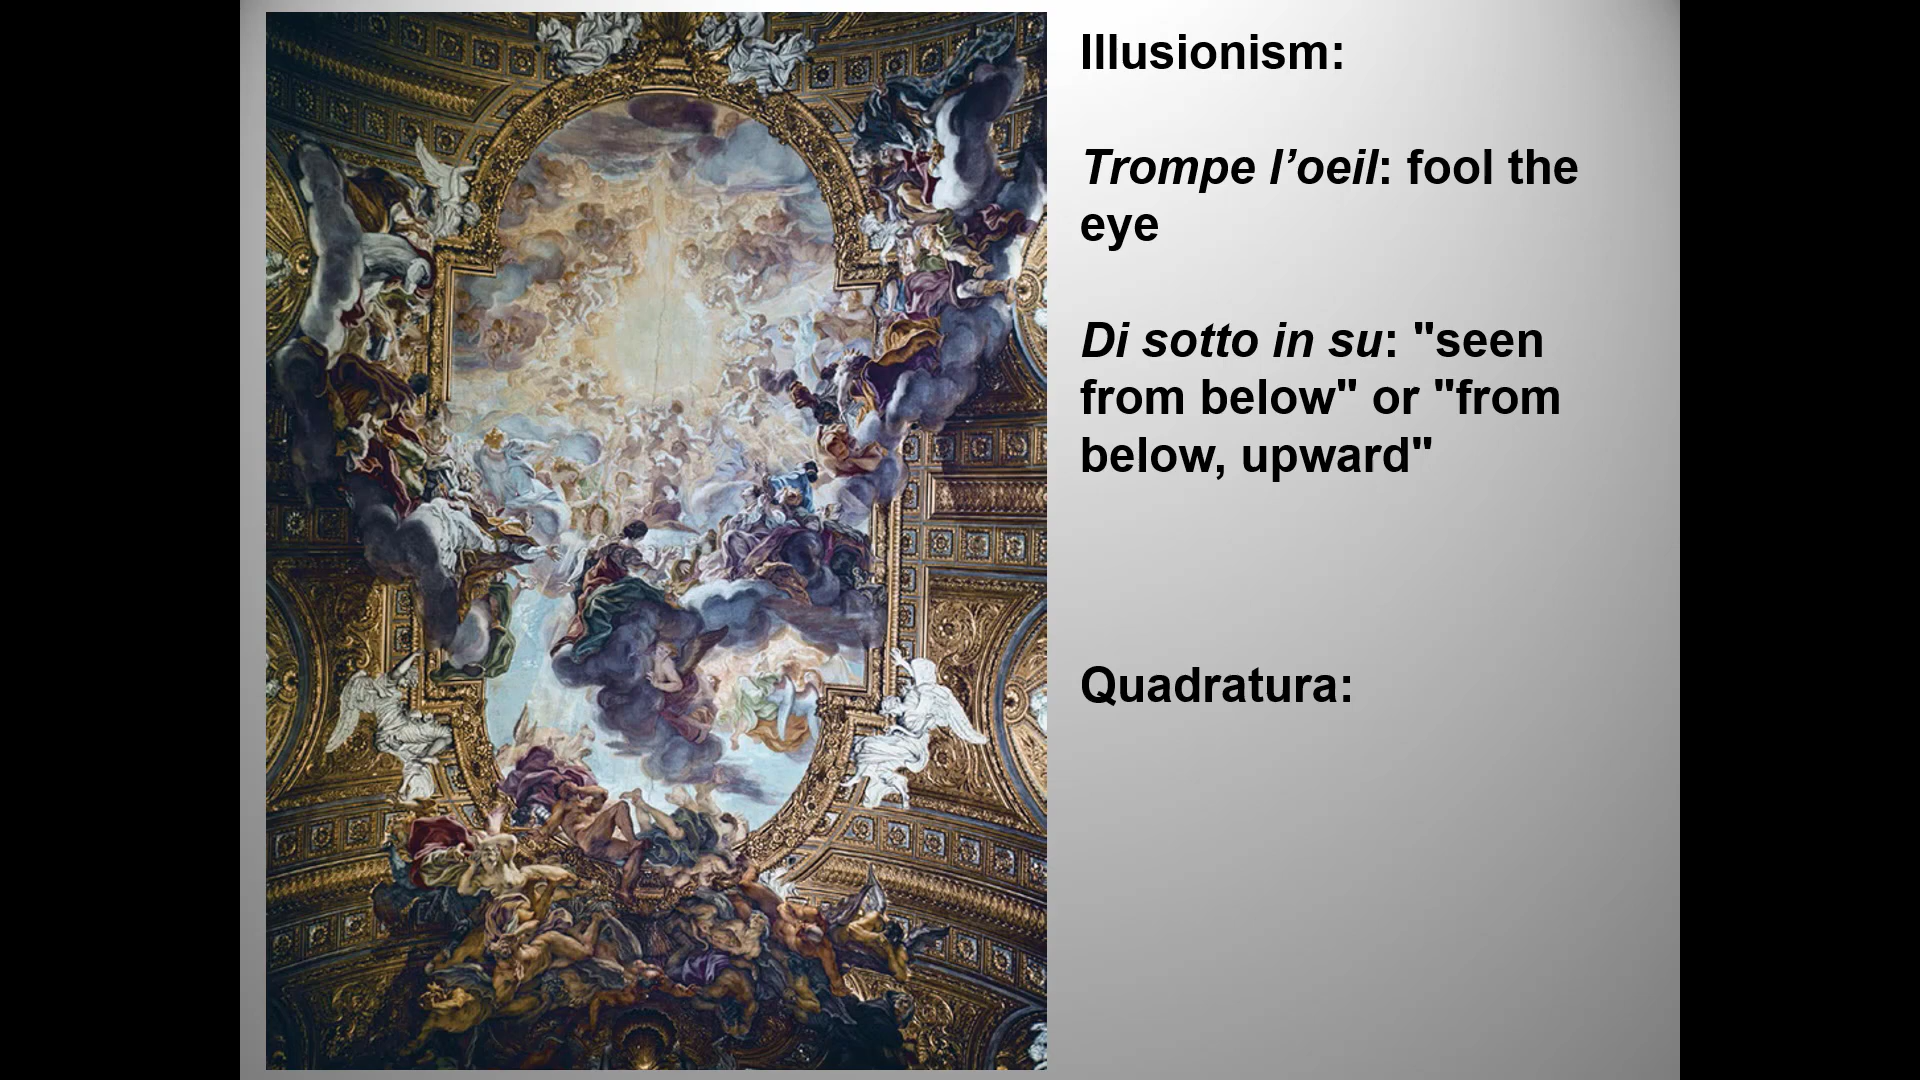 Illusionism:
Trompe l’oeil: fool the
eye
Di sotto in su: "seen
from below" or "from
below, upward"
Quadratura: